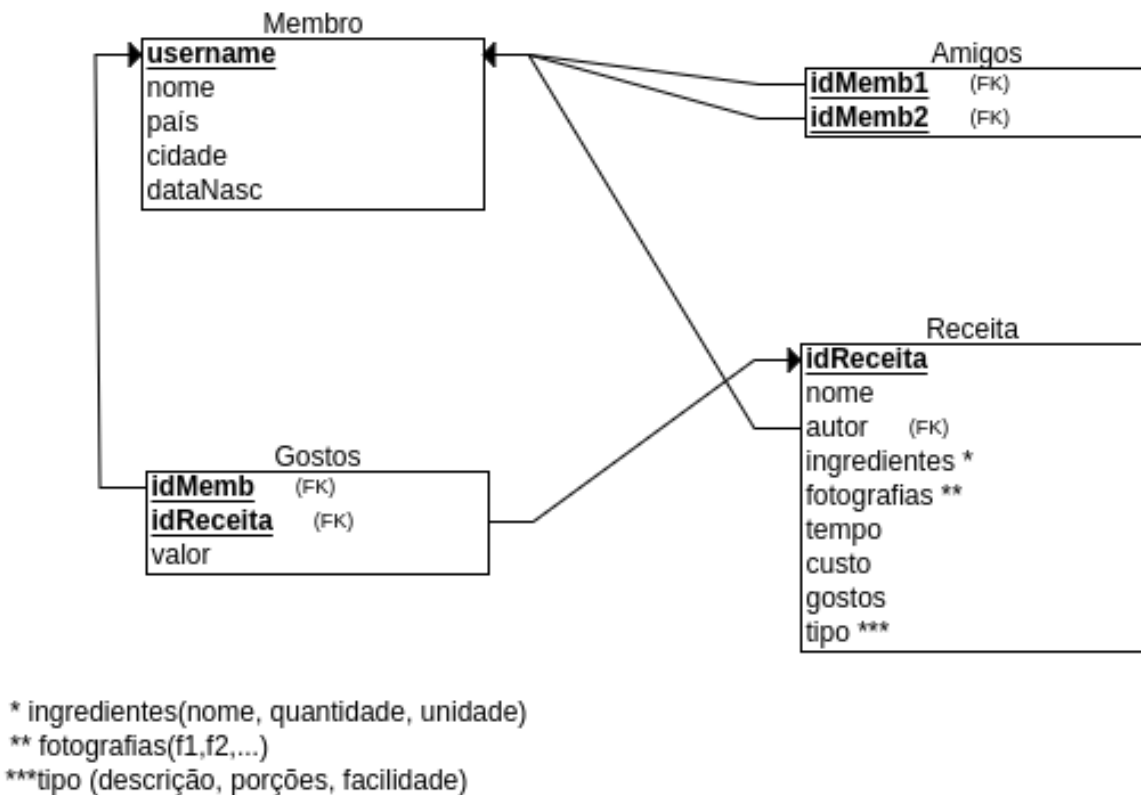 Membro
username
nome
país
cidade
dataNasc
Amigos
idMemb1 (FK)
idMemb2 (FK)
Receita
idReceita
nome
autor (FK)
ingredientes *
fotografias **
tempo
custo
gostos
tipo ***
Gostos
idMemb (FK)
idReceita (FK)
valor
* ingredientes(nome, quantidade, unidade)
** fotografias(f1,f2,...)
***tipo (descrição, porções, facilidade)